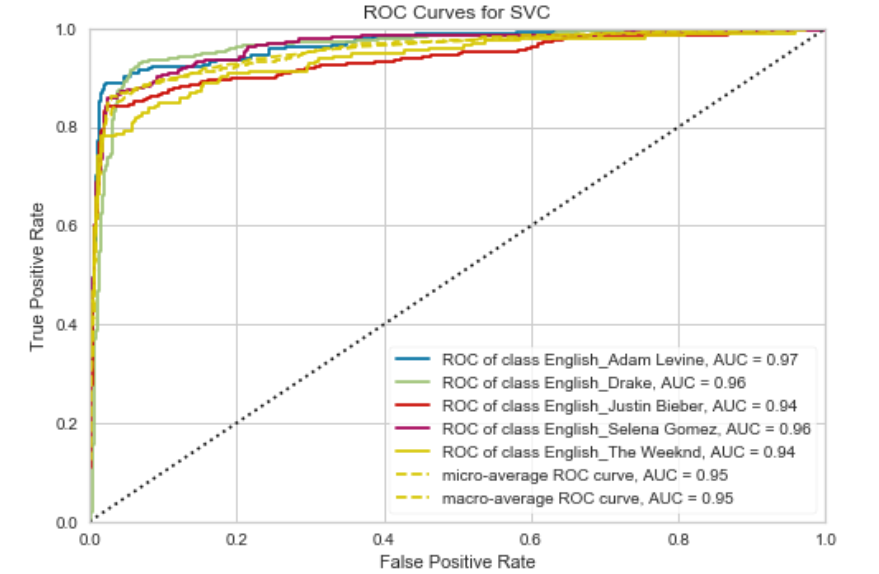 ROC Curves for SVC
1.0
0.8
0.6
0.4
0.2
0.0
True Positive Rate
ROC of class English_Adam Levine, AUC = 0.97
ROC of class English_Drake, AUC = 0.96
ROC of class English_Justin Bieber, AUC = 0.94
ROC of class English_Selena Gomez, AUC = 0.96
ROC of class English_The Weeknd, AUC = 0.94
micro-average ROC curve, AUC = 0.95
macro-average ROC curve, AUC = 0.95
0.0 0.2 0.4 0.6 0.8 1.0
False Positive Rate